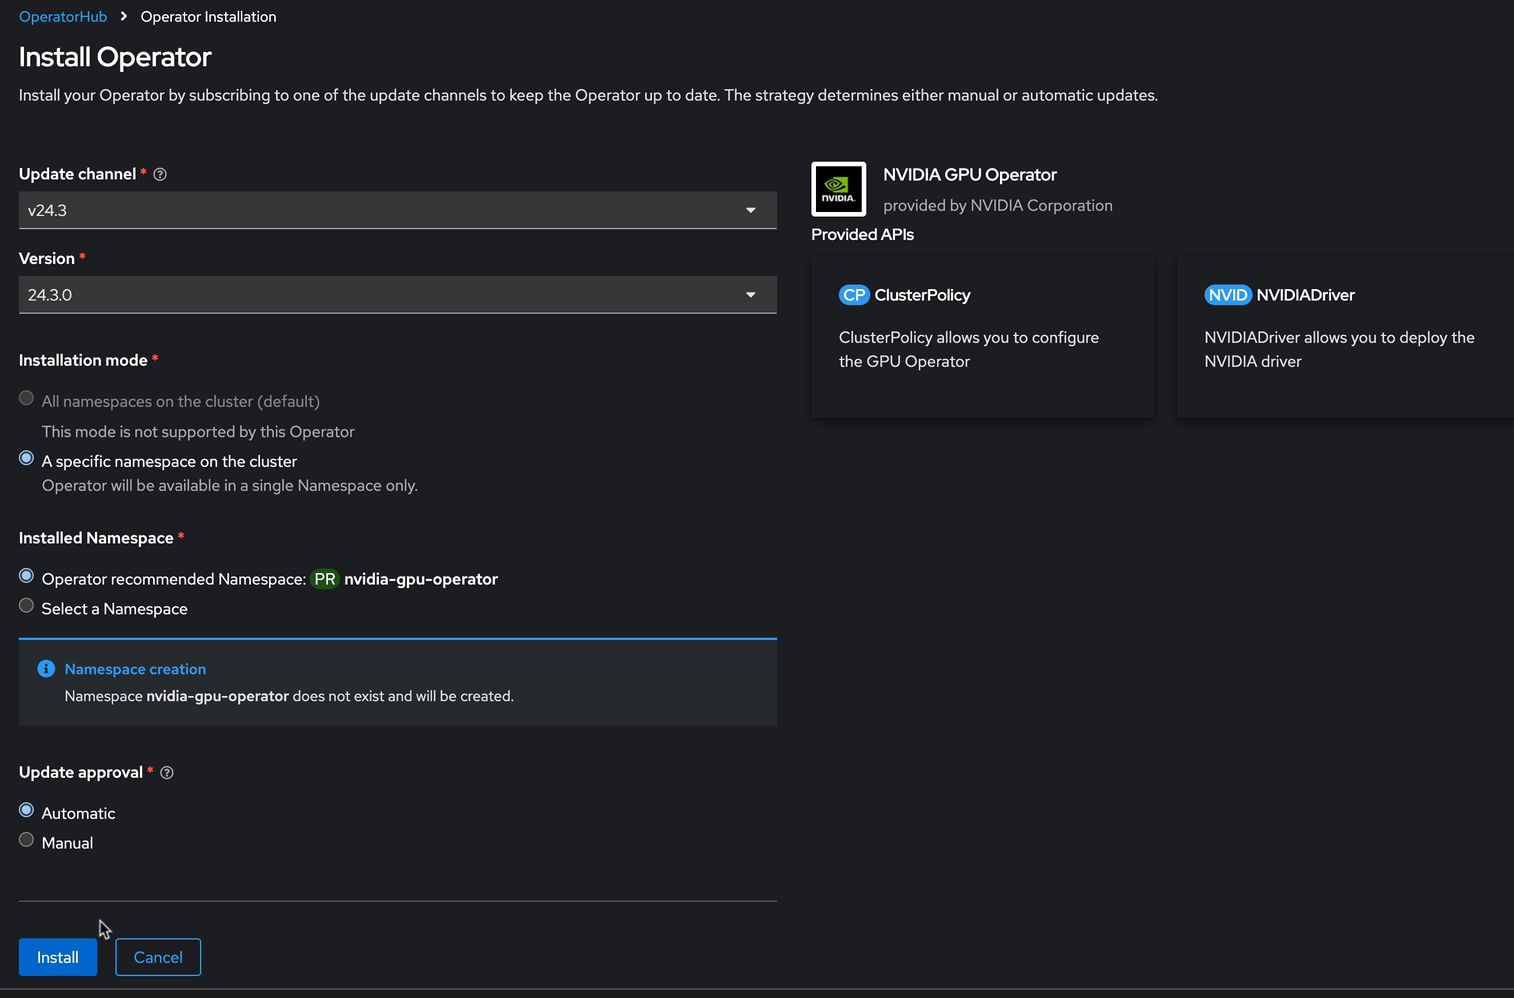 OperatorHub > Operator Installation
Install Operator
Install your Operator by subscribing to one of the update channels to keep the Operator up to date. The strategy determines either manual or automatic updates.
Update channel *
v24.3
Version *
24.3.0
Installation mode *
All namespaces on the cluster (default)
This mode is not supported by this Operator
A specific namespace on the cluster
Operator will be available in a single Namespace only.
Installed Namespace *
Operator recommended Namespace: PR nvidia-gpu-operator
Select a Namespace
Namespace creation
Namespace nvidia-gpu-operator does not exist and will be created.
Update approval *
Automatic
Manual
Install Cancel
NVIDIA.
NVIDIA GPU Operator
provided by NVIDIA Corporation
Provided APIs
CP ClusterPolicy
ClusterPolicy allows you to configure
the GPU Operator
NVID NVIDIADriver
NVIDIADriver allows you to deploy the
NVIDIA driver